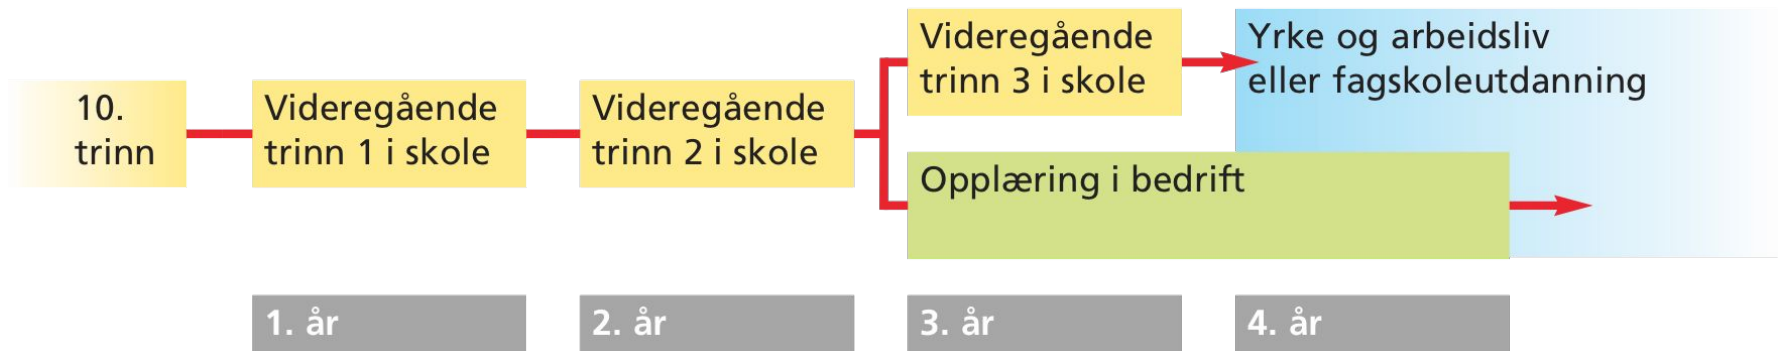 10.
trinn
Videregående
trinn 1 i skole
Videregående
trinn 2 i skole
Videregående
trinn 3 i skole
Yrke og arbeidsliv
eller fagskoleutdanning
Opplæring i bedrift
1. år
2. år
3. år
4. år